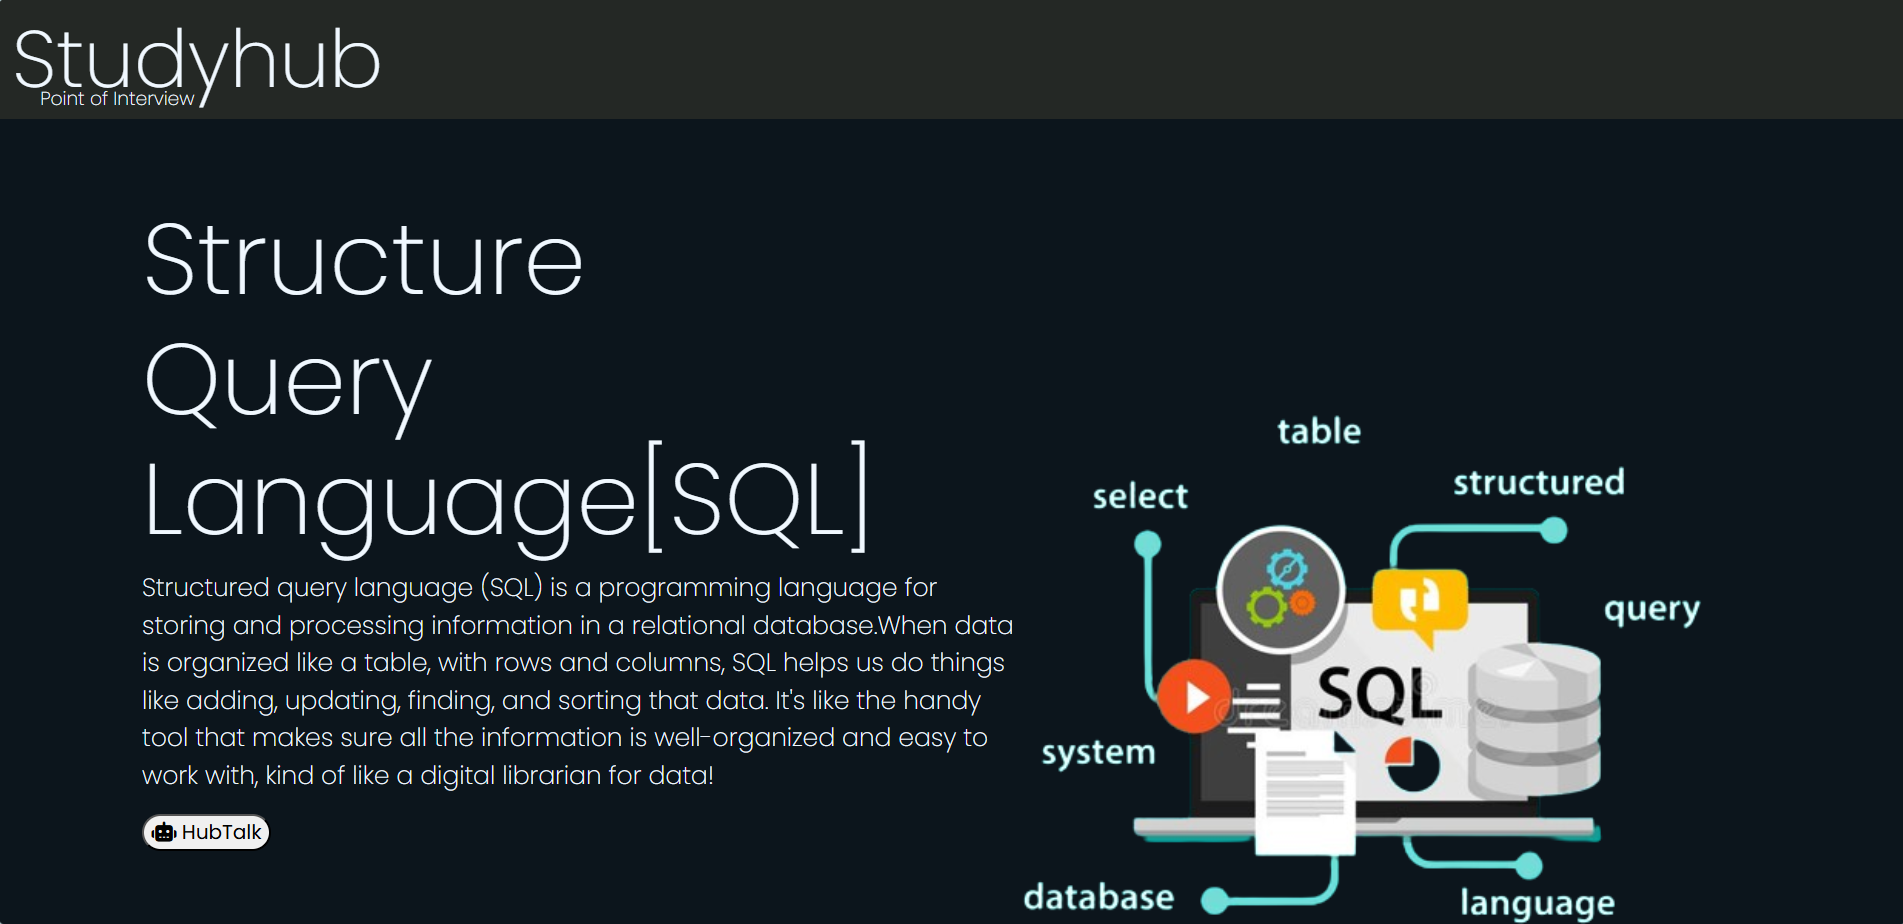 Studyhub
Point of Interview
Structure
Query
Language[SQL]
Structured query language (SQL) is a programming language for
storing and processing information in a relational database.When data
is organized like a table, with rows and columns, SQL helps us do things
like adding, updating, finding, and sorting that data. It's like the handy
tool that makes sure all the information is well-organized and easy to
work with, kind of like a digital librarian for data!
HubTalk
table
structured
select
query
SQL
system
database
language